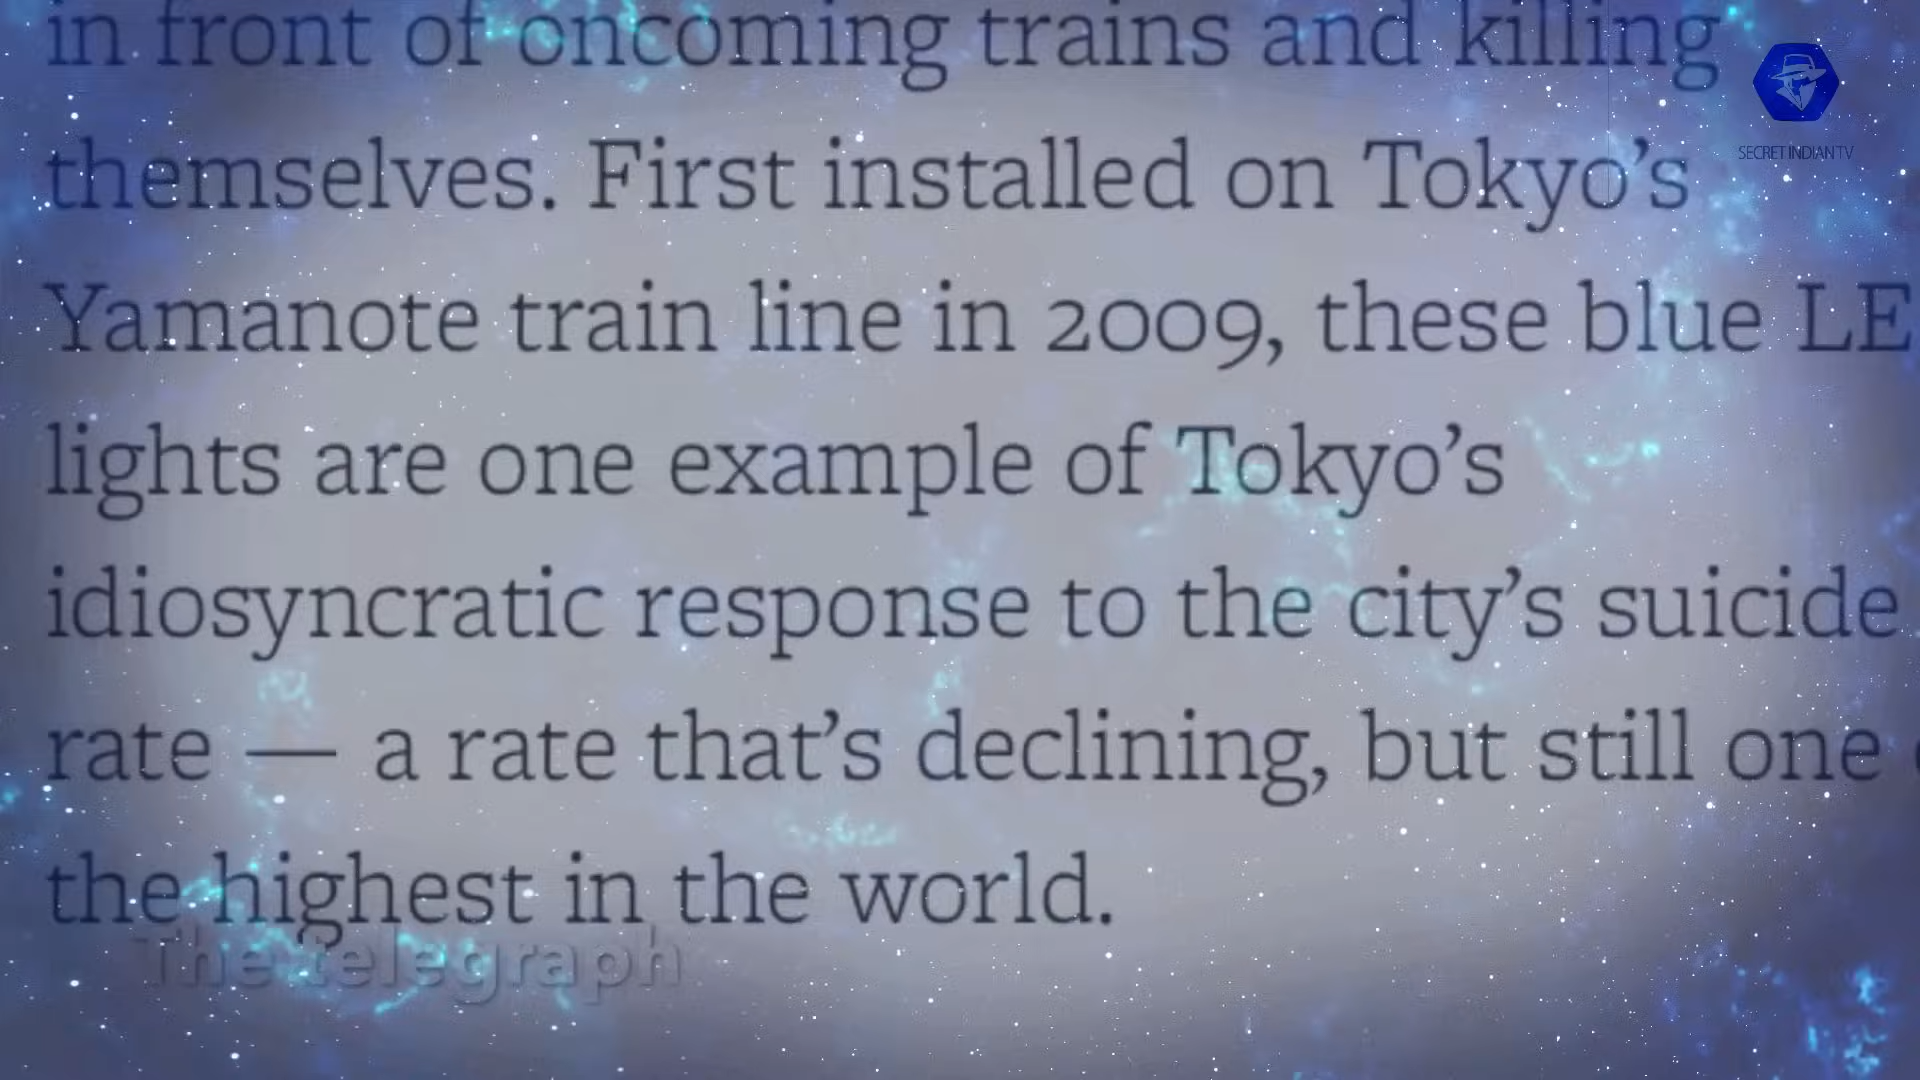 in front of oncoming trains and killing
SECRET INDIAN TV
themselves. First installed on Tokyo’s
Yamanote train line in 2009, these blue LE
lights are one example of Tokyo’s
idiosyncratic response to the city’s suicide
rate — a rate that’s declining, but still one
the highest in the world.
The telegraph